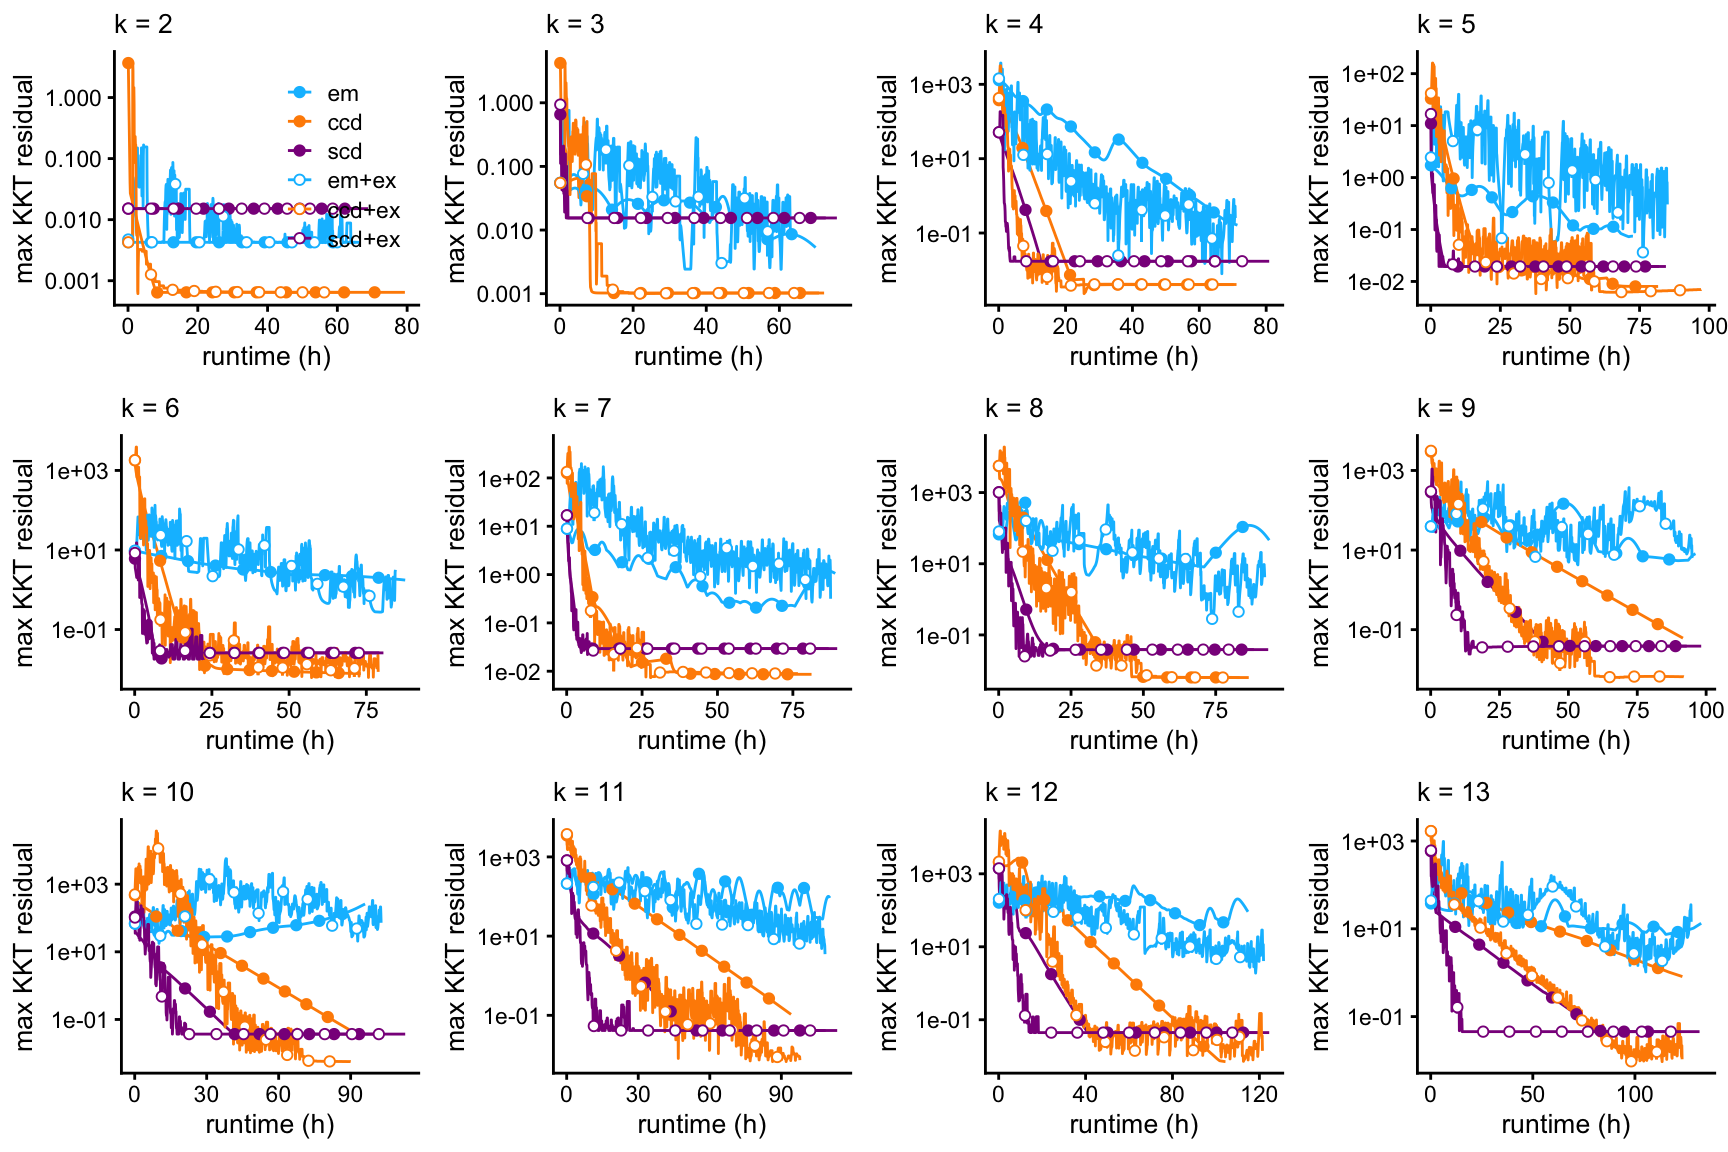 k = 2
k = 3
k = 4
k = 5
max KKT residual
1.000
0.100
0.010
0.001
em
ccd
scd
em+ex
ccd+ex
scd+ex
0 20 40 60 80
runtime (h)
max KKT residual
1.000
0.100
0.010
0.001
0 20 40 60
runtime (h)
max KKT residual
1e+03
1e+01
1e-01
0 20 40 60 80
runtime (h)
max KKT residual
1e+02
1e+01
1e+00
1e-01
1e-02
0 25 50 75 100
runtime (h)
k = 6
k = 7
k = 8
k = 9
max KKT residual
1e+03
1e+01
1e-01
0 25 50 75
runtime (h)
max KKT residual
1e+02
1e+01
1e+00
1e-01
1e-02
0 25 50 75
runtime (h)
max KKT residual
1e+03
1e+01
1e-01
0 25 50 75
runtime (h)
max KKT residual
1e+03
1e+01
1e-01
0 25 50 75 100
runtime (h)
k = 10
k = 11
k = 12
k = 13
max KKT residual
1e+03
1e+01
1e-01
0 30 60 90
runtime (h)
max KKT residual
1e+03
1e+01
1e-01
0 30 60 90
runtime (h)
max KKT residual
1e+03
1e+01
1e-01
0 40 80 120
runtime (h)
max KKT residual
1e+03
1e+01
1e-01
0 50 100
runtime (h)